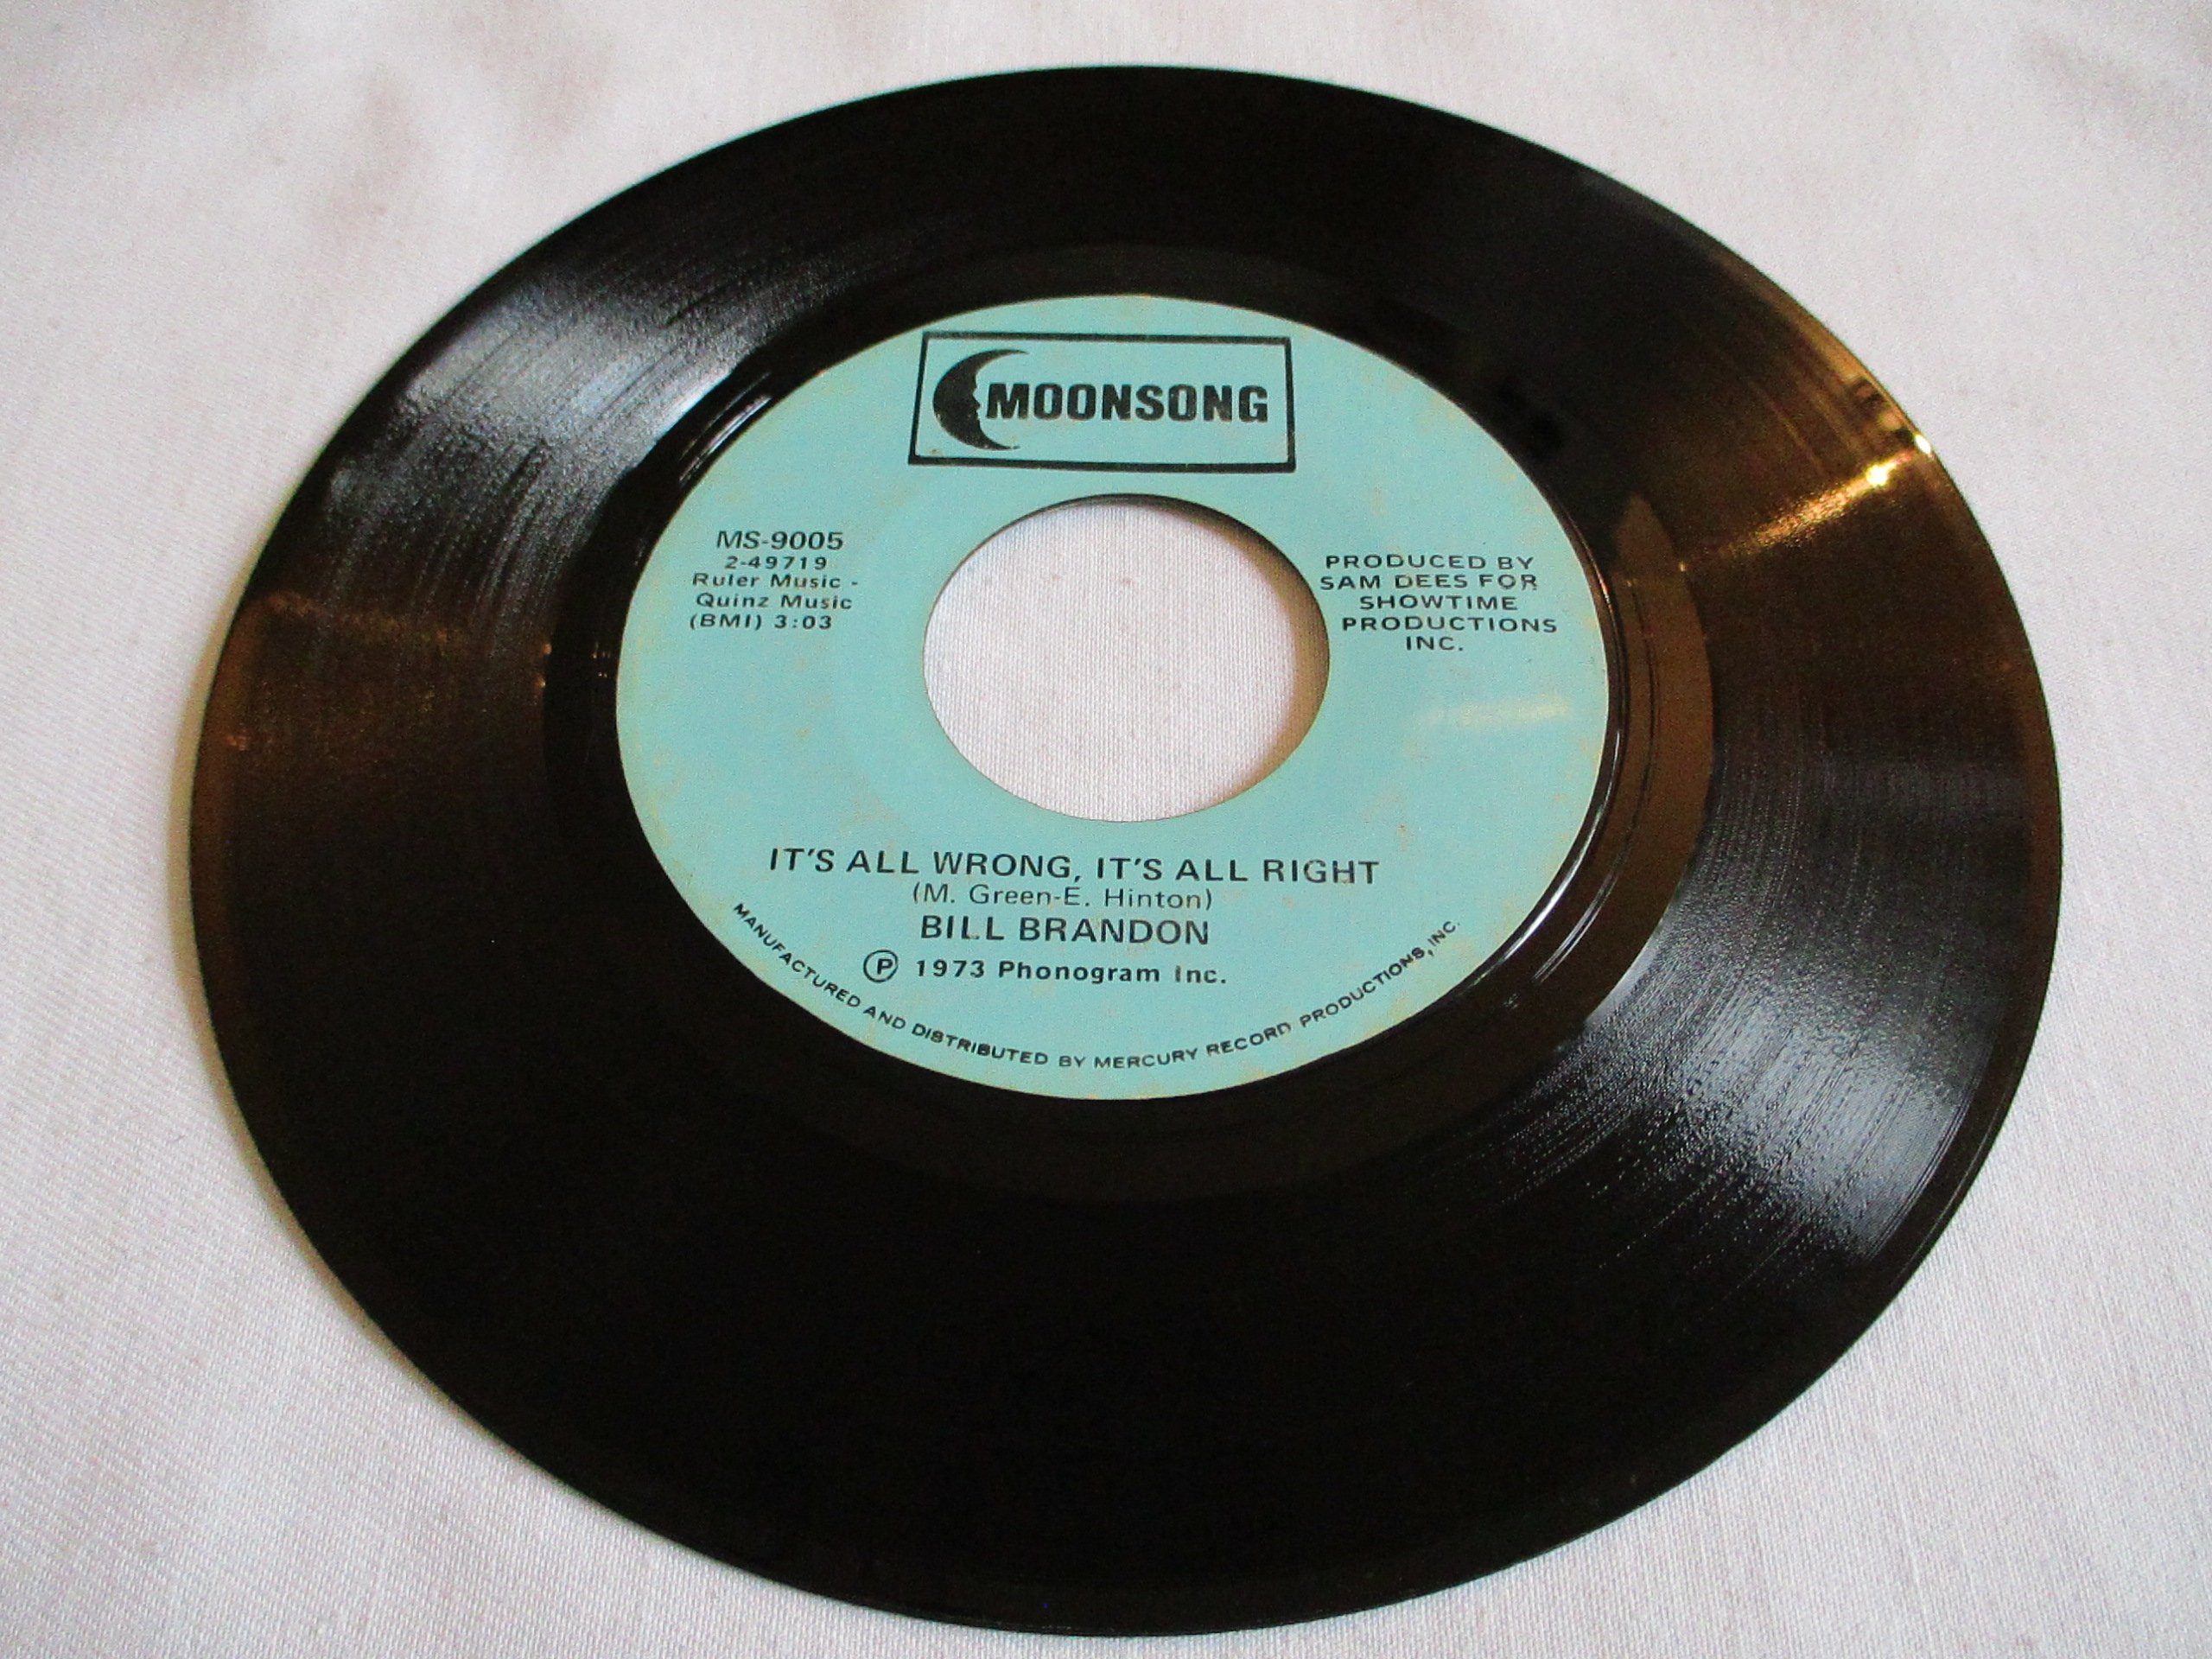 MOONSONG
MS-9005
2-49719
Ruler Music -
Quinz Music
(BMI) 3:03
PRODUCED BY
SAM DEES FOR
SHOWTIME
PRODUCTIONS
INC.
IT'S ALL WRONG, IT'S ALL RIGHT
(M. Green-E. Hinton)
BILL BRANDON
Ⓟ 1973 Phonogram Inc.
MANUFACTURED AND DISTRIBUTED BY MERCURY RECORD PRODUCTIONS, INC.